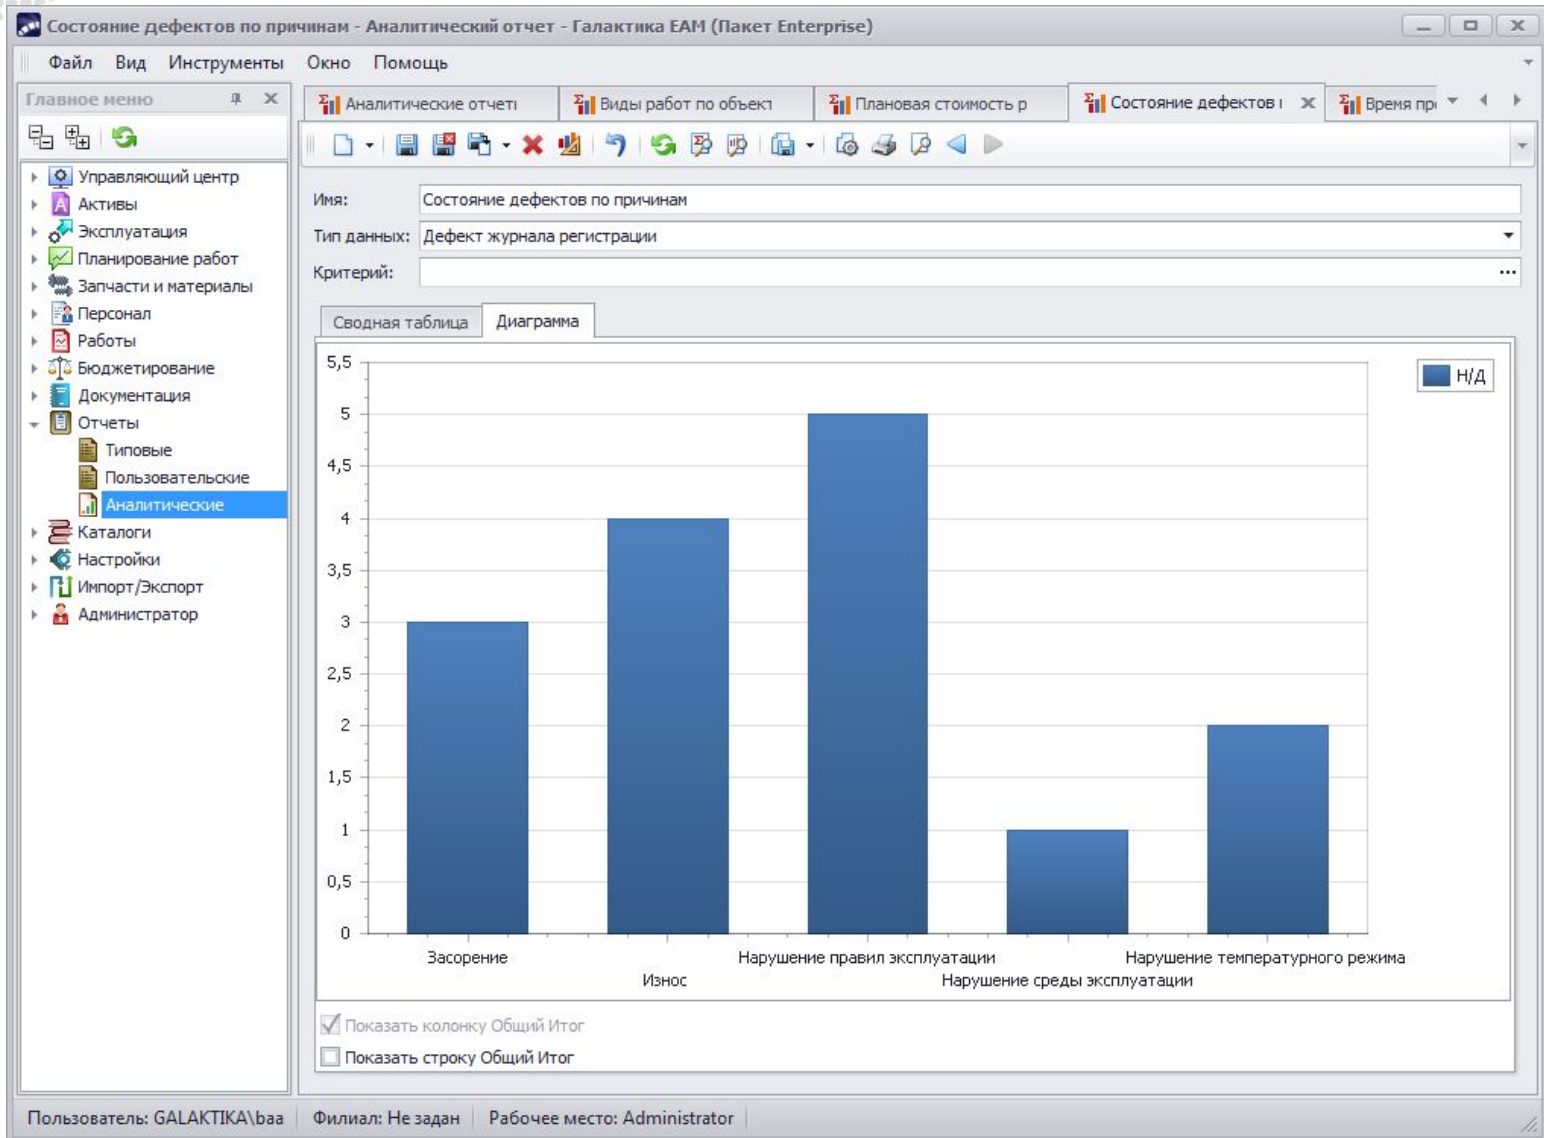 Состояние дефектов по причинам - Аналитический отчет - Галактика EAM (Пакет Enterprise)
Файл Вид Инструменты Окно Помощь
Главное меню
Аналитические отчеты
Виды работ по объект
Плановая стоимость р
Состояние дефектов
Время
Управляющий центр
Активы
Эксплуатация
Планирование работ
Запчасти и материалы
Персонал
Работы
Бюджетирование
Документация
Отчеты
Типовые
Пользовательские
Аналитические
Каталоги
Настройки
Импорт/Экспорт
Администратор
Имя: Состояние дефектов по причинам
Тип данных: Дефект журнала регистрации
Критерий:
Сводная таблица Диаграмма
5,5
5
4,5
4
3,5
3
2,5
2
1,5
1
0,5
0
Н/Д
Засорение Нарушение правил эксплуатации Нарушение температурного режима
Износ Нарушение среды эксплуатации
Показать колонку Общий Итог
Показать строку Общий Итог
Пользователь: GALAKTIKA\baa Филиал: Не задан Рабочее место: Administrator